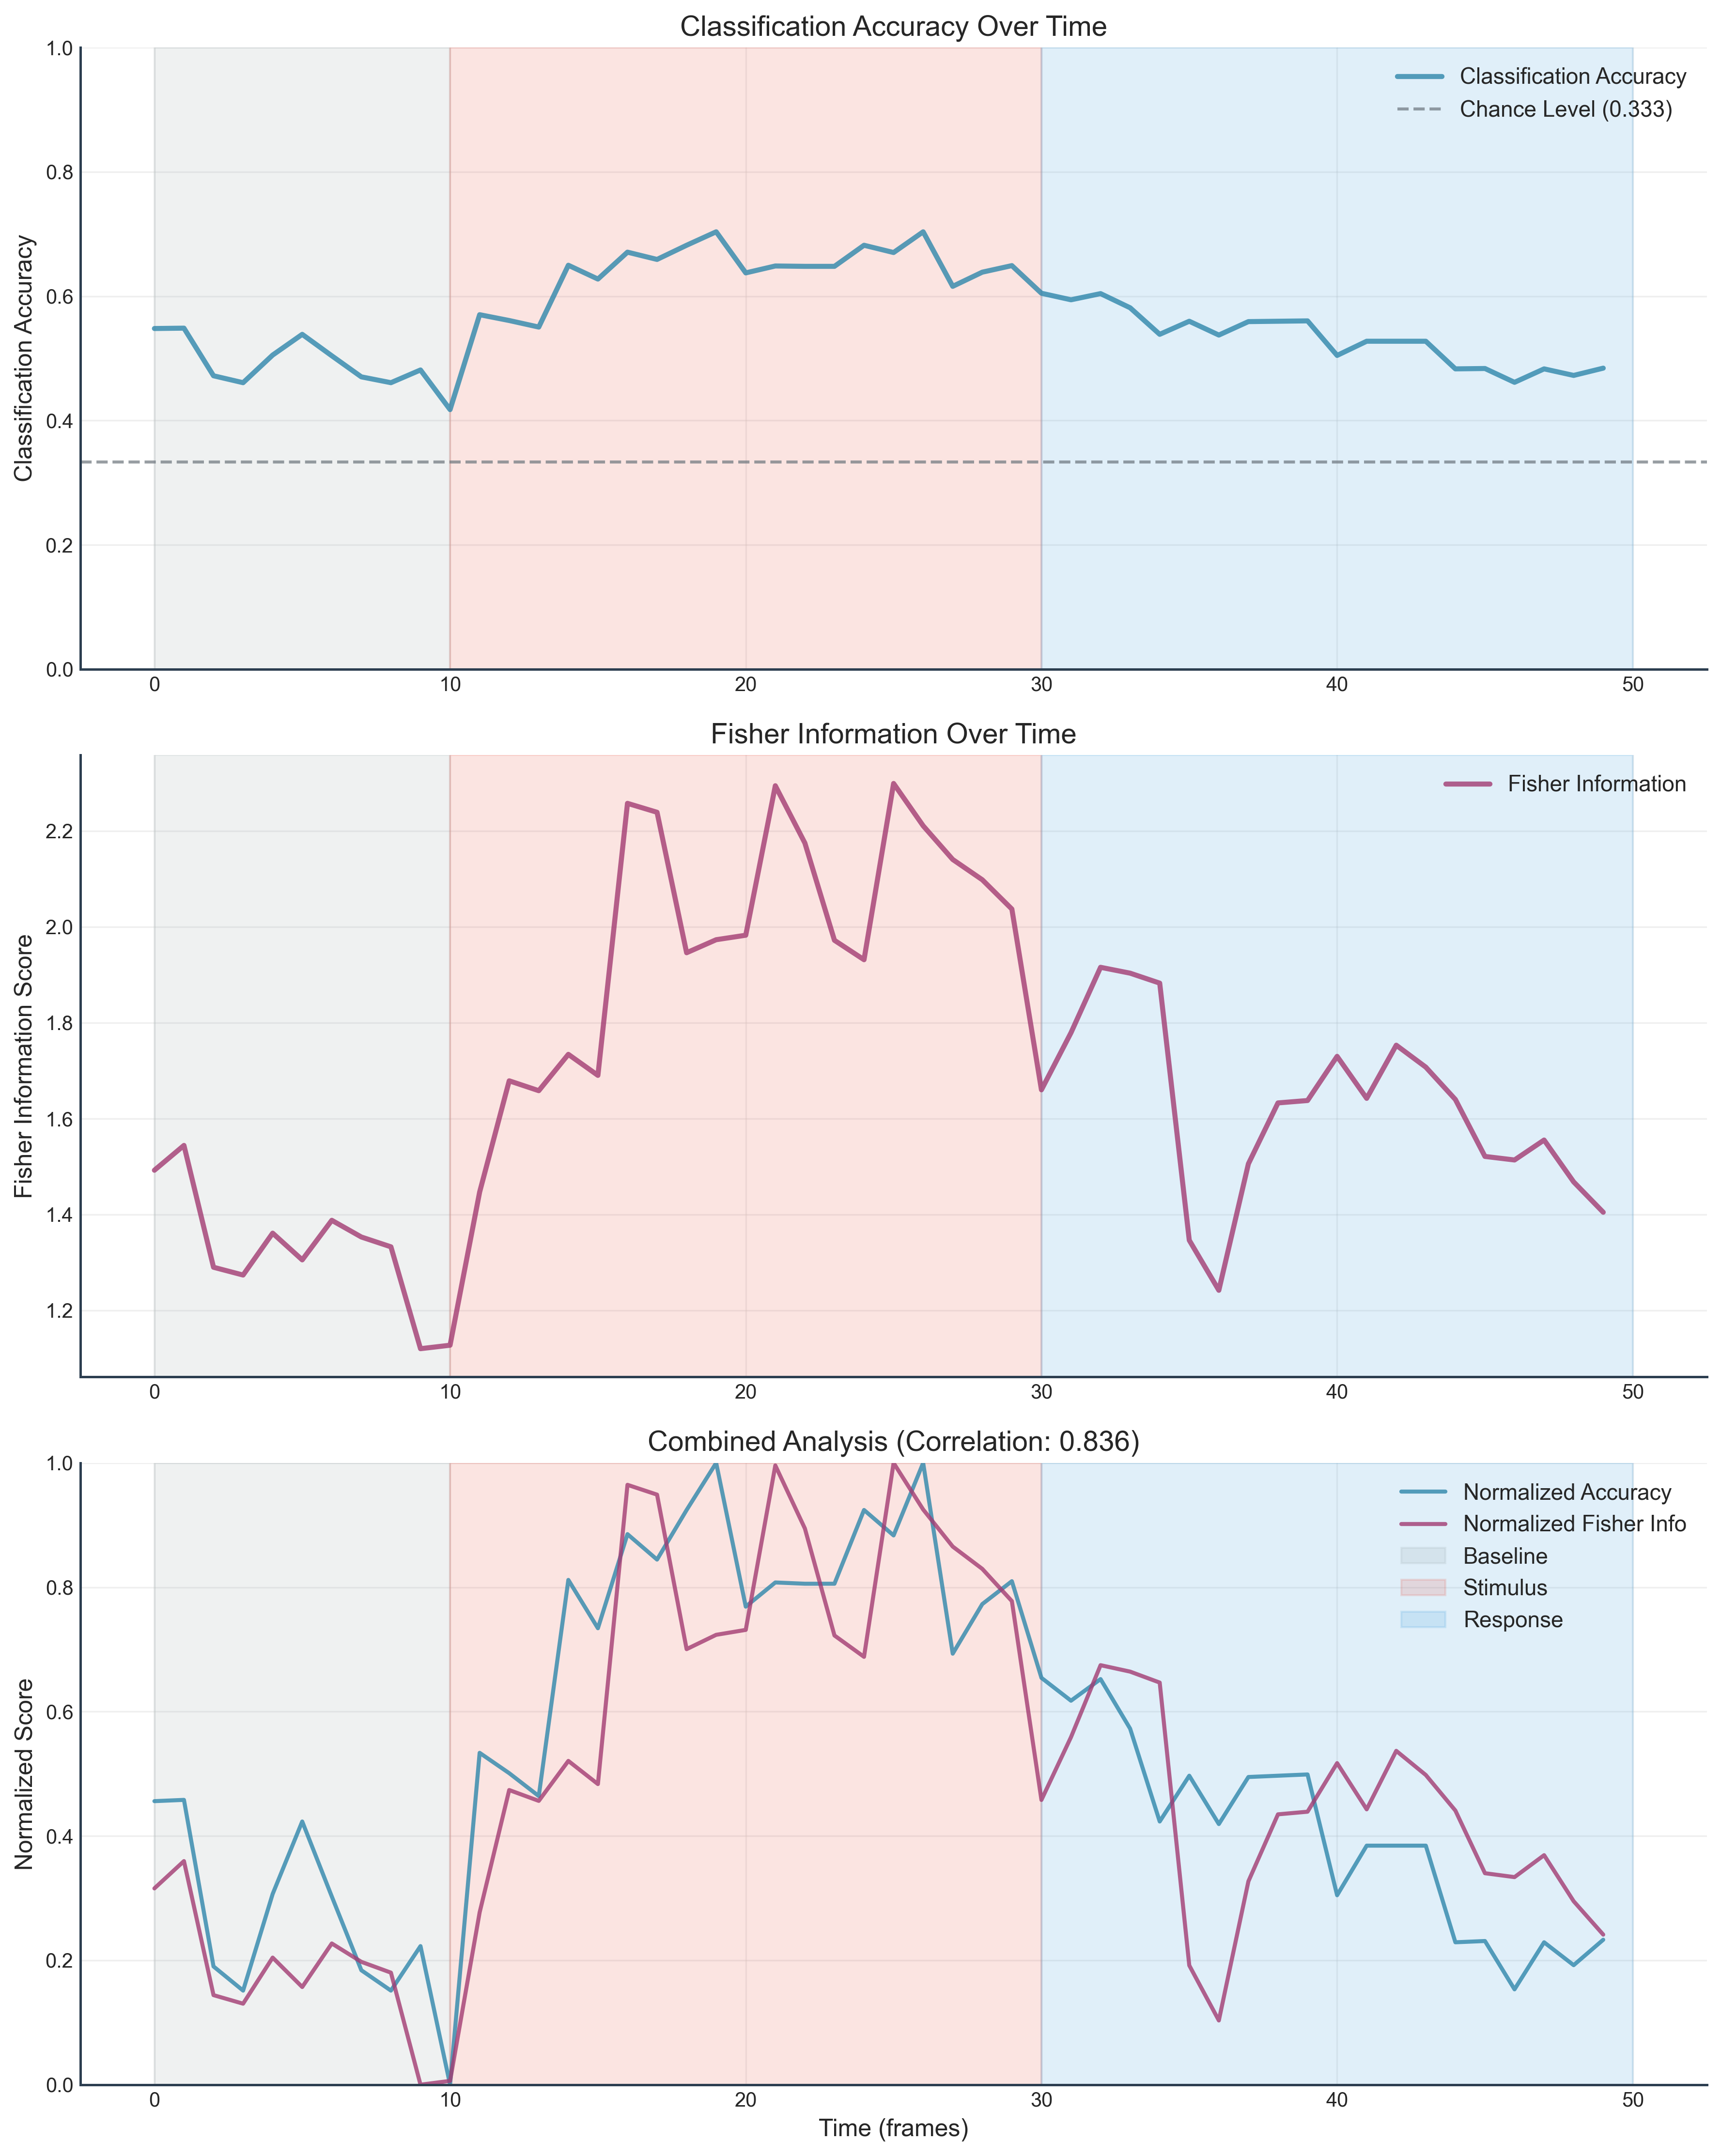 Classification Accuracy Over Time
Classification Accuracy
1.0
0.8
0.6
0.4
0.2
0.0
Classification Accuracy
Chance Level (0.333)
0 10 20 30 40 50
Fisher Information Over Time
Fisher Information Score
2.2
2.0
1.8
1.6
1.4
1.2
Fisher Information
0 10 20 30 40 50
Combined Analysis (Correlation: 0.836)
Normalized Score
1.0
0.8
0.6
0.4
0.2
0.0
Normalized Accuracy
Normalized Fisher Info
Baseline
Stimulus
Response
0 10 20 30 40 50
Time (frames)